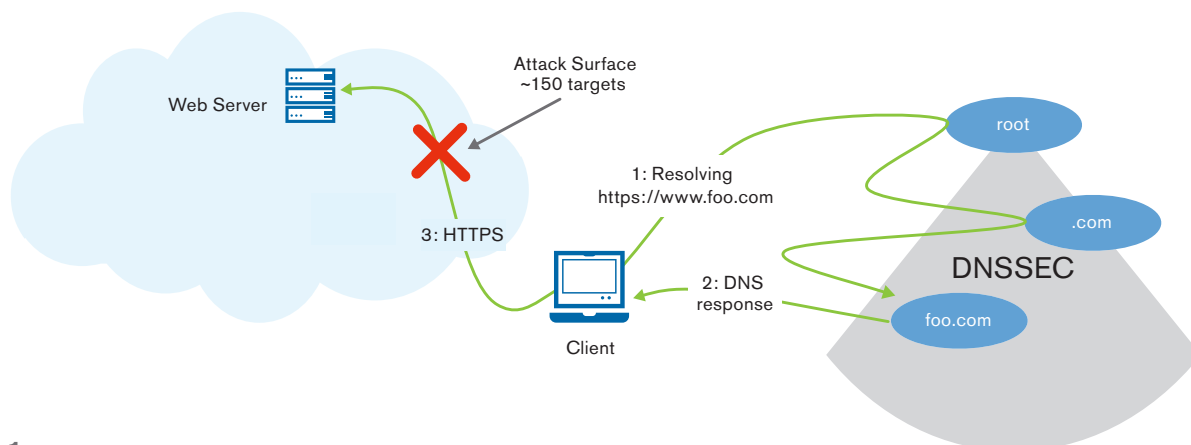 Attack Surface
~150 targets
Web Server
root
1: Resolving
https://www.foo.com
.com
3: HTTPS
DNSSEC
2: DNS
response
foo.com
Client